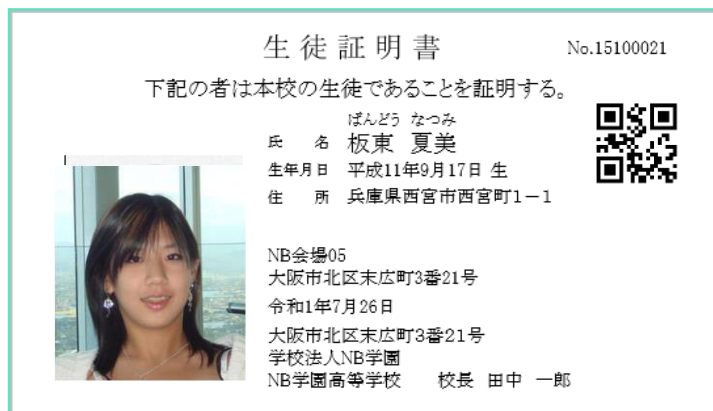 生徒証明書
No.15100021
下記の者は本校の生徒であることを証明する。
ばんどう なつみ
氏 名 板東 夏美
生年月日 平成11年9月17日 生
住 所 兵庫県西宮市西宮町1－1
NB会場05
大阪市北区末広町3番21号
令和1年7月26日
大阪市北区末広町3番21号
学校法人NB学園
NB学園高等学校 校長 田中 一郎